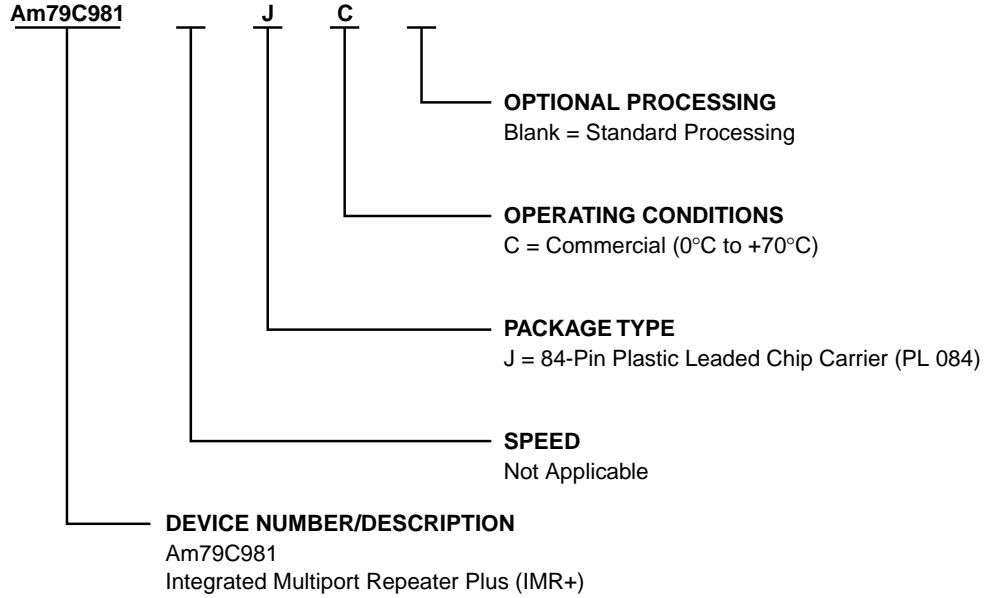 Am79C981 J C
OPTIONAL PROCESSING
Blank = Standard Processing
OPERATING CONDITIONS
C = Commercial (0°C to +70°C)
PACKAGE TYPE
J = 84-Pin Plastic Leaded Chip Carrier (PL 084)
SPEED
Not Applicable
DEVICE NUMBER/DESCRIPTION
Am79C981
Integrated Multiport Repeater Plus (IMR+)